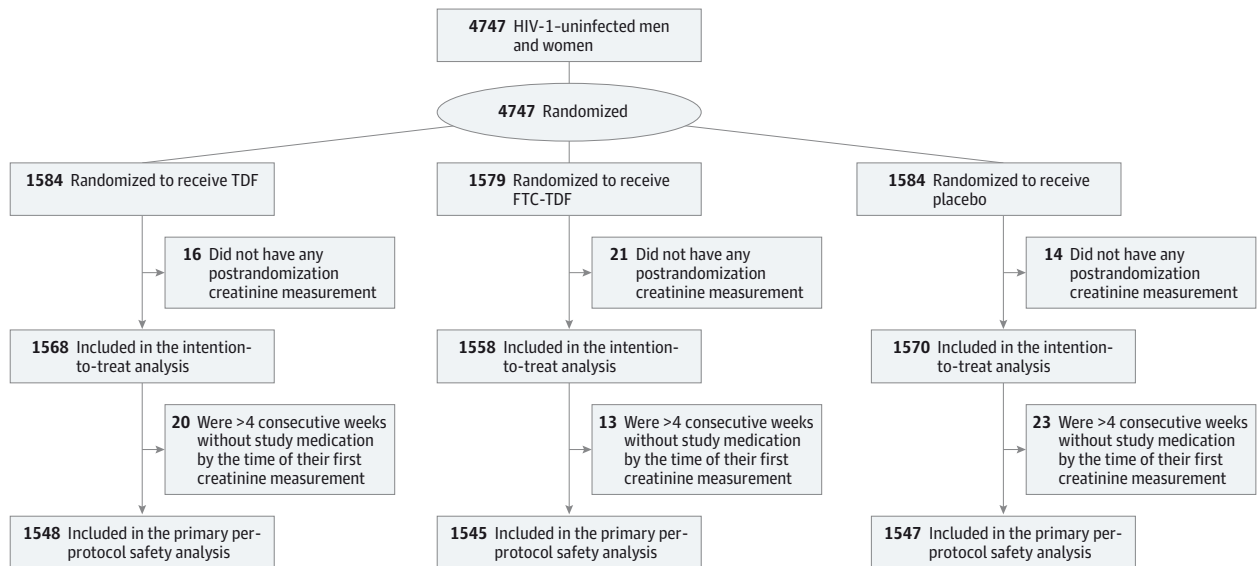 4747 HIV-1–uninfected men
and women
4747 Randomized
1584 Randomized to receive TDF
1579 Randomized to receive
FTC-TDF
1584 Randomized to receive
placebo
16 Did not have any
postrandomization
creatinine measurement
21 Did not have any
postrandomization
creatinine measurement
14 Did not have any
postrandomization
creatinine measurement
1568 Included in the intention-
to-treat analysis
1558 Included in the intention-
to-treat analysis
1570 Included in the intention-
to-treat analysis
20 Were >4 consecutive weeks
without study medication
by the time of their first
creatinine measurement
13 Were >4 consecutive weeks
without study medication
by the time of their first
creatinine measurement
23 Were >4 consecutive weeks
without study medication
by the time of their first
creatinine measurement
1548 Included in the primary per-
protocol safety analysis
1545 Included in the primary per-
protocol safety analysis
1547 Included in the primary per-
protocol safety analysis